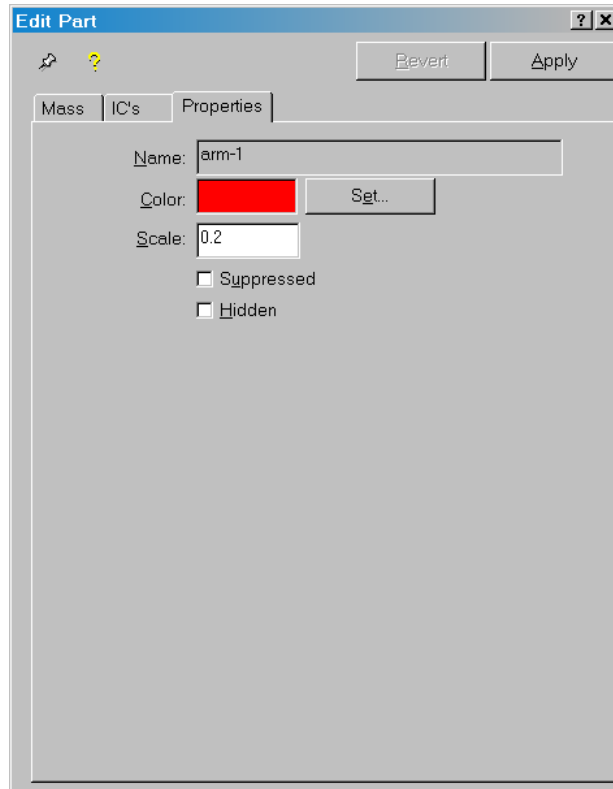 Edit Part
? Revert Apply
Mass IC's Properties
Name: arm-1
Color: Set...
Scale: 0.2
Suppressed
Hidden